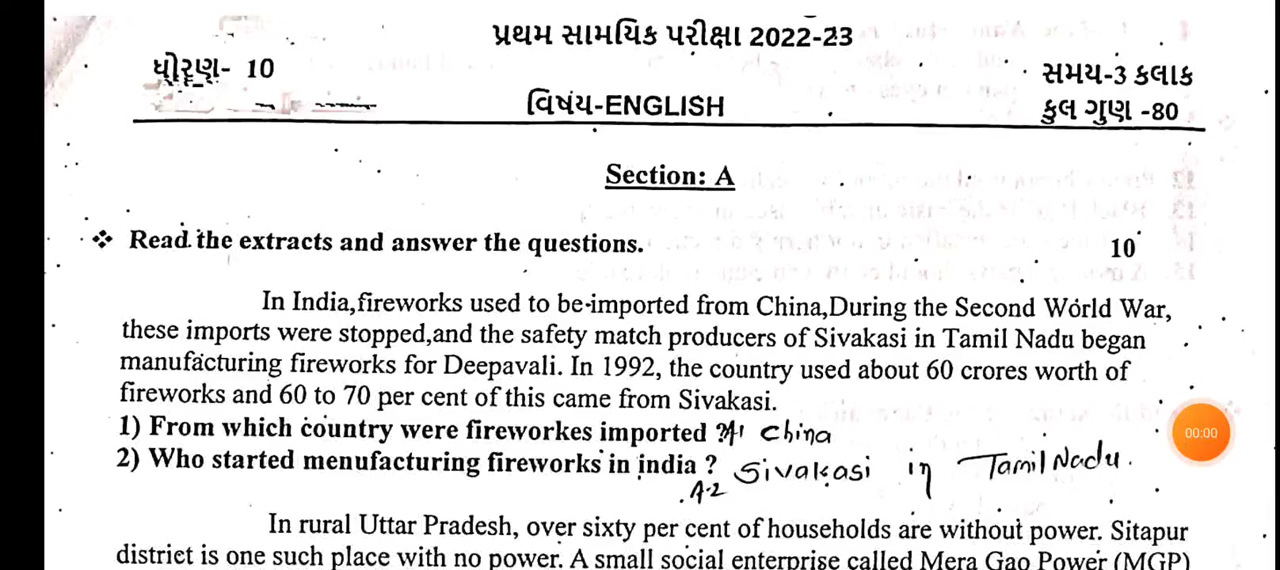 પ્રથમ સામયિક પરીક્ષા 2022-23
ધોરણ- 10
સમય-3 કલાક
વિષય-ENGLISH
કુલ ગુણ -80
Section: A
❖ Read the extracts and answer the questions. 10
In India,fireworks used to be imported from China,During the Second World War,
these imports were stopped,and the safety match producers of Sivakasi in Tamil Nadu began
manufacturing fireworks for Deepavali. In 1992, the country used about 60 crores worth of
fireworks and 60 to 70 per cent of this came from Sivakasi.
1) From which country were fireworkes imported ? A1 China
2) Who started menufacturing fireworks in india ? Sivakasi in Tamil Nadu.
A-2
00:00
In rural Uttar Pradesh, over sixty per cent of households are without power. Sitapur
district is one such place with no power. A small social enterprise called Mera Gao Power (MGP)